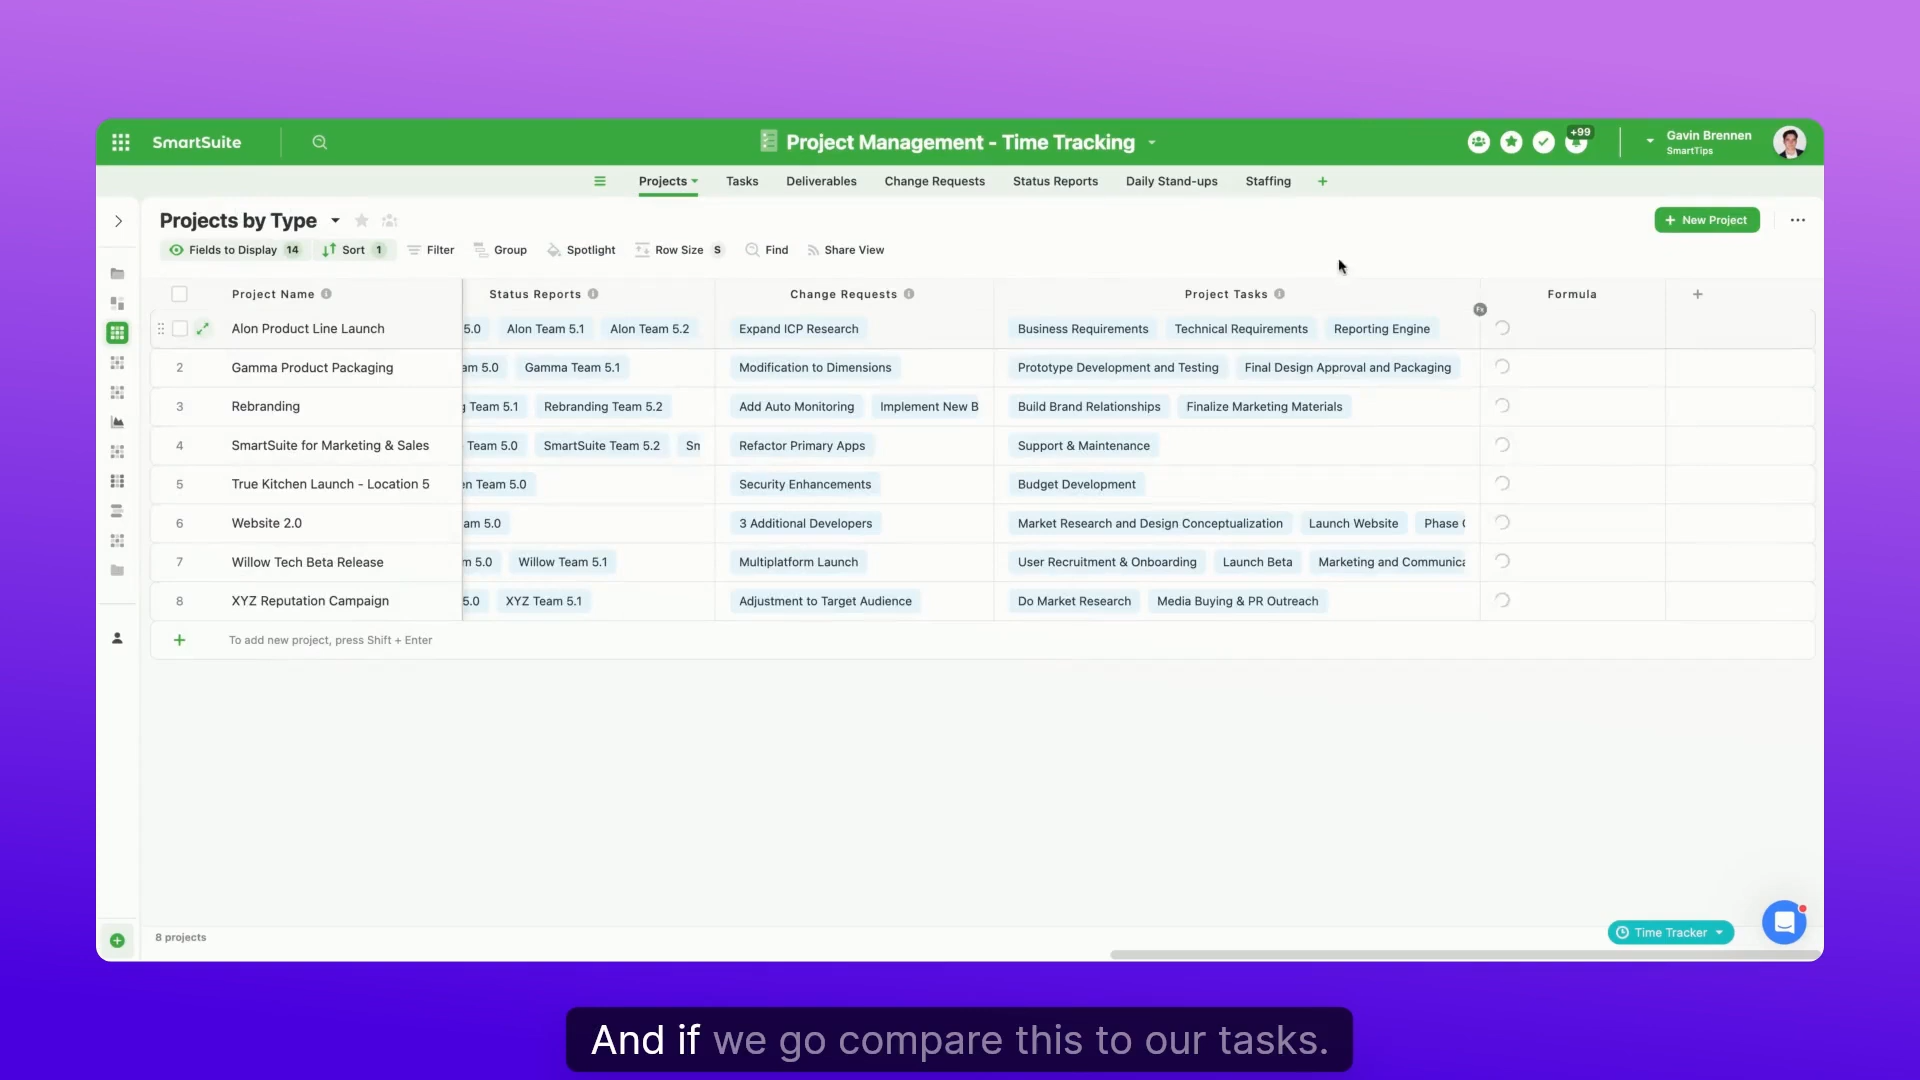 SmartSuite
Project Management - Time Tracking
+99
Gavin Brennen
SmartTips
Projects Tasks Deliverables Change Requests Status Reports Daily Stand-ups Staffing +
Projects by Type
+ New Project
Fields to Display 14 Sort 1 Filter Group Spotlight Row Size S Find Share View
Project Name Status Reports Change Requests Project Tasks Formula +
Alon Product Line Launch 5.0 Alon Team 5.1 Alon Team 5.2 Expand ICP Research Business Requirements Technical Requirements Reporting Engine
2 Gamma Product Packaging am 5.0 Gamma Team 5.1 Modification to Dimensions Prototype Development and Testing Final Design Approval and Packaging
3 Rebranding g Team 5.1 Rebranding Team 5.2 Add Auto Monitoring Implement New B Build Brand Relationships Finalize Marketing Materials
4 SmartSuite for Marketing & Sales Team 5.0 SmartSuite Team 5.2 Sn Refactor Primary Apps Support & Maintenance
5 True Kitchen Launch - Location 5 en Team 5.0 Security Enhancements Budget Development
6 Website 2.0 am 5.0 3 Additional Developers Market Research and Design Conceptualization Launch Website Phase
7 Willow Tech Beta Release m 5.0 Willow Team 5.1 Multiplatform Launch User Recruitment & Onboarding Launch Beta Marketing and Communica
8 XYZ Reputation Campaign 5.0 XYZ Team 5.1 Adjustment to Target Audience Do Market Research Media Buying & PR Outreach
+ To add new project, press Shift + Enter
8 projects
Time Tracker
And if we go compare this to our tasks.